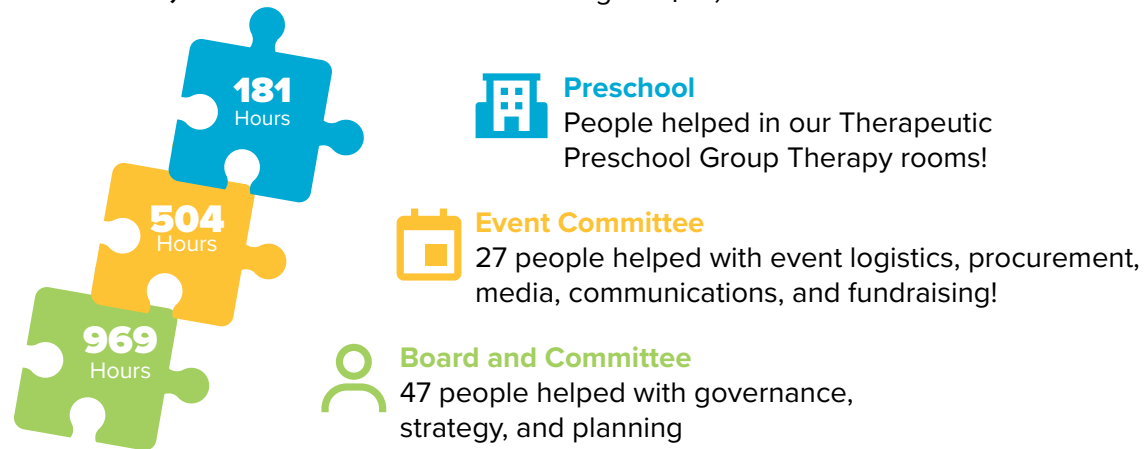 181
Hours
Preschool
People helped in our Therapeutic
Preschool Group Therapy rooms!
504
Hours
Event Committee
27 people helped with event logistics, procurement,
media, communications, and fundraising!
969
Hours
Board and Committee
47 people helped with governance,
strategy, and planning